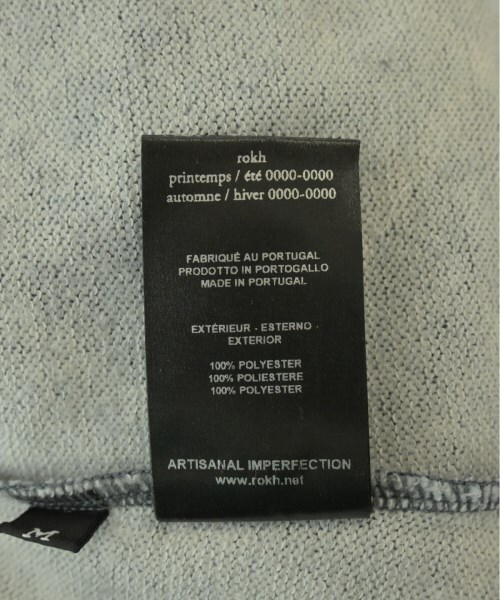 rokh
printemps / été 0000-0000
automne / hiver 0000-0000
FABRIQUÉ AU PORTUGAL
PRODOTTO IN PORTOGALLO
MADE IN PORTUGAL
EXTÉRIEUR - ESTERNO -
EXTERIOR
100% POLYESTER
100% POLIESTERE
100% POLYESTER
ARTISANAL IMPERFECTION
www.rokh.net
M